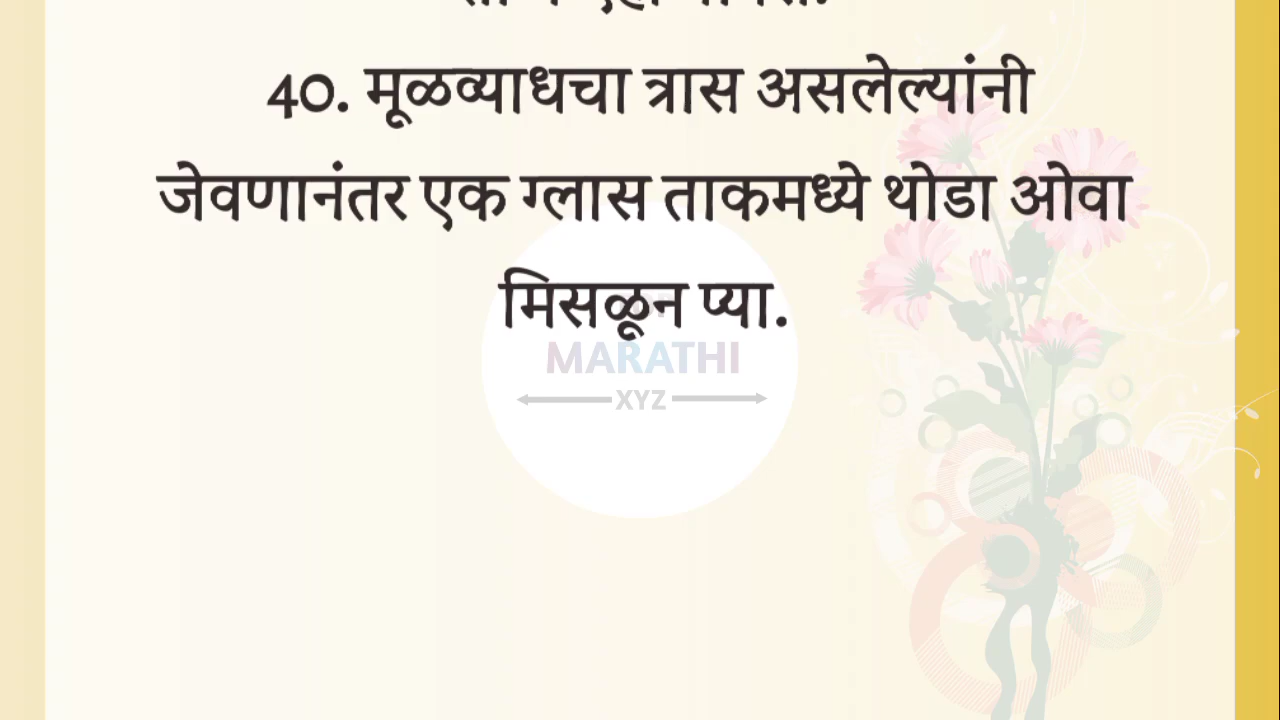 40. मूळव्याधचा त्रास असलेल्यांनी
जेवणानंतर एक ग्लास ताकमध्ये थोडा ओवा
मिसळून प्या.
MARATHI
XYZ